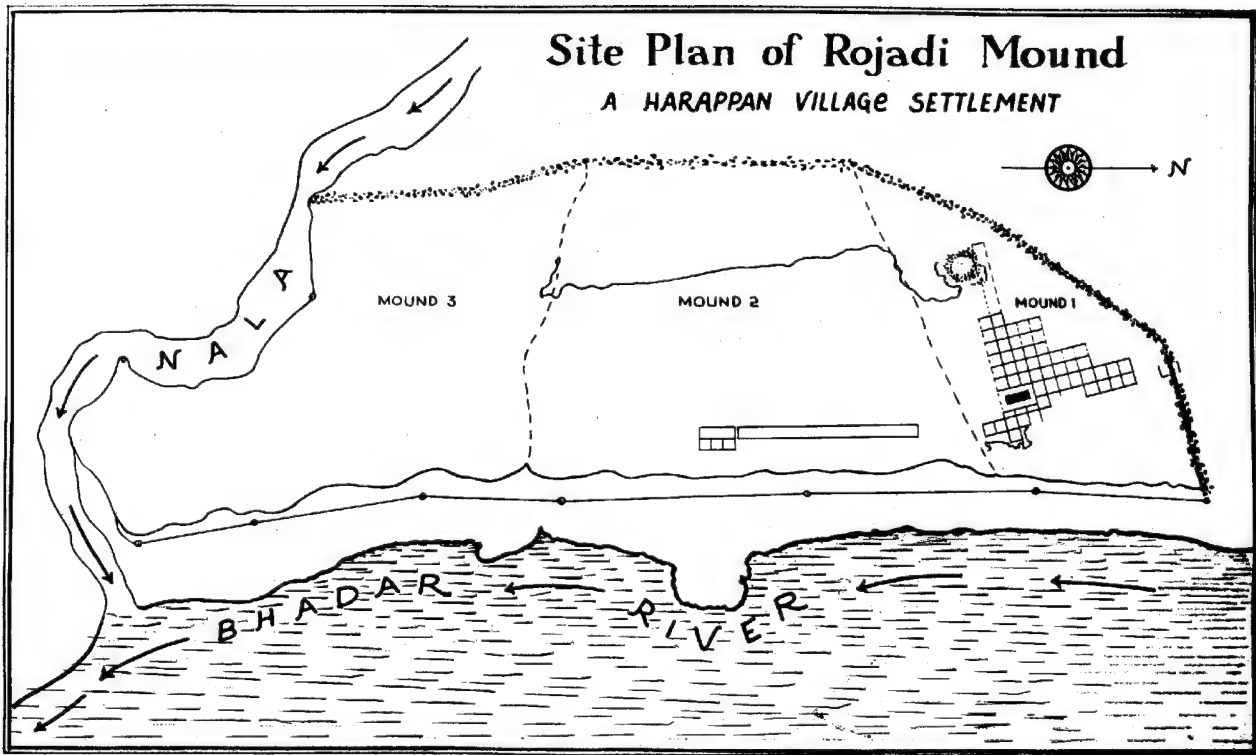 Site Plan of Rojadi Mound
A HARAPPAN VILLAGE SETTLEMENT
N
NALA
MOUND 3
MOUND 2
MOUND 1
BHADAR RIVER